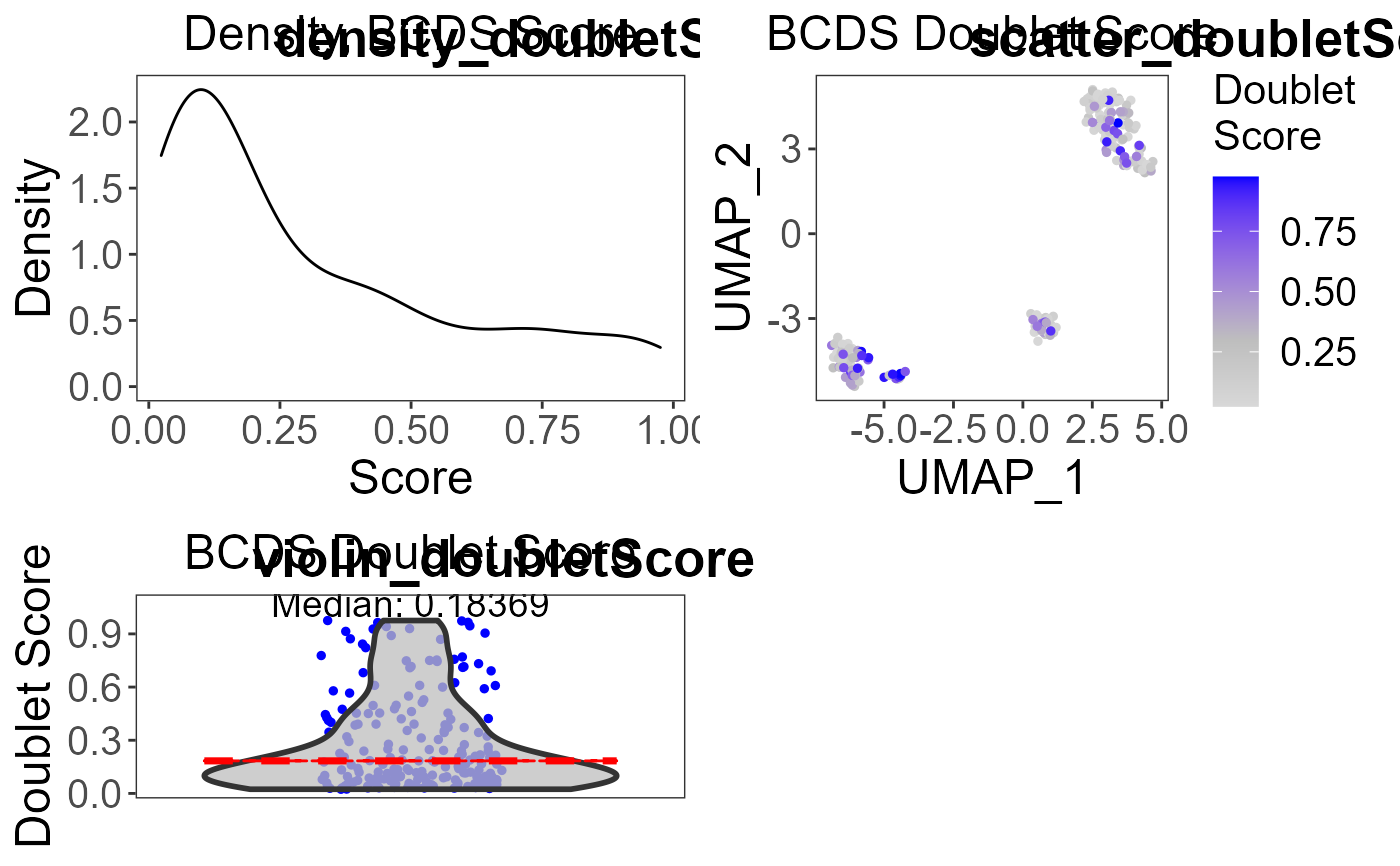 Density, BCDS Score
density_doubletS
2.0
1.5
1.0
0.5
0.0
Density
0.00 0.25 0.50 0.75 1.00
Score
BCDS Doublet Score
scatter_doubletSc
3
0
-3
UMAP_2
-5.0 -2.5 0.0 2.5 5.0
UMAP_1
Doublet
Score
0.75
0.50
0.25
BCDS Doublet Score
violin_doubletScore
Median: 0.18369
0.9
0.6
0.3
0.0
Doublet Score